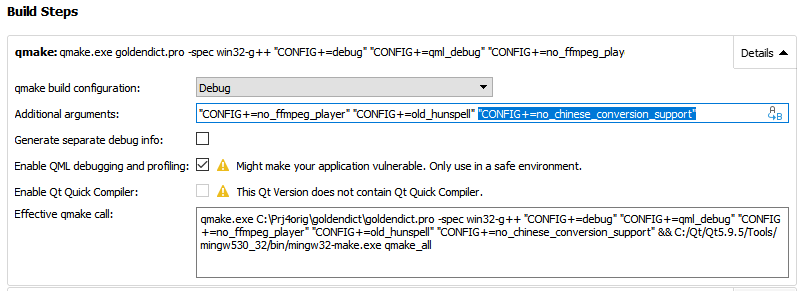 Build Steps
qmake: qmake.exe goldendict.pro -spec win32-g++ "CONFIG+=debug" "CONFIG+=qml_debug" "CONFIG+=no_ffmpeg_play
Details
qmake build configuration: Debug
Additional arguments: "CONFIG+=no_ffmpeg_player" "CONFIG+=old_hunspell" "CONFIG+=no_chinese_conversion_support"
Generate separate debug info:
Enable QML debugging and profiling: Might make your application vulnerable. Only use in a safe environment.
Enable Qt Quick Compiler: This Qt Version does not contain Qt Quick Compiler.
Effective qmake call: qmake.exe C:\Prj4orig\goldendict\goldendict.pro -spec win32-g++ "CONFIG+=debug" "CONFIG+=qml_debug" "CONFIG
+=no_ffmpeg_player" "CONFIG+=old_hunspell" "CONFIG+=no_chinese_conversion_support" && C:/Qt/Qt5.9.5/Tools/
mingw530_32/bin/mingw32-make.exe qmake_all